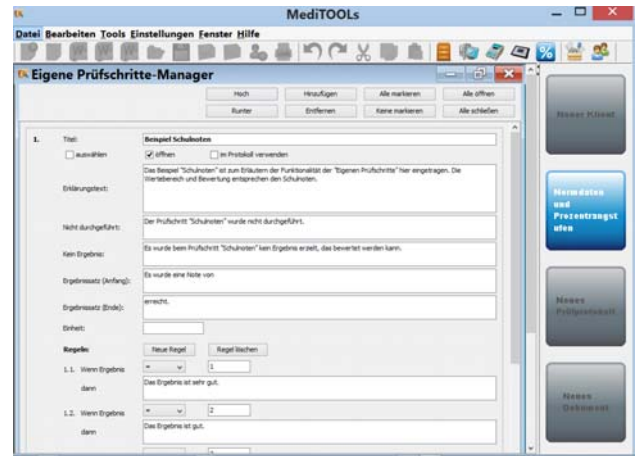 MediTOOLs
Datei Bearbeiten Tools Einstellungen Fenster Hilfe
Eigene Prüfschritte-Manager
Hoch Hinzufügen Alle markieren Alle öffnen
Runter Entfernen Keine markieren Alle schließen
1. Titel: Beispiel Schulnoten
auswählen öffnen im Protokoll verwenden
Erklärungstext: Das Beispiel "Schulnoten" ist zum Erläutern der Funktionalität der "Eigenen Prüfschritte" hier eingetragen. Die
Wertebereich und Bewertung entsprechen den Schulnoten.
Nicht durchgeführt: Der Prüfschritt "Schulnoten" wurde nicht durchgeführt.
Kein Ergebnis: Es wurde beim Prüfschritt "Schulnoten" kein Ergebnis erzielt, das bewertet werden kann.
Ergebnissatz (Anfang): Es wurde eine Note von
Ergebnissatz (Ende): erreicht.
Einheit:
Regeln: Neue Regel Regel löschen
1.1. Wenn Ergebnis = 1
dann Das Ergebnis ist sehr gut.
1.2. Wenn Ergebnis = 2
dann Das Ergebnis ist gut.
Neuer Klient
Normdaten
und
Prozentrangst
ufen
Neues
Prüfprotokoll
Neues
Dokument